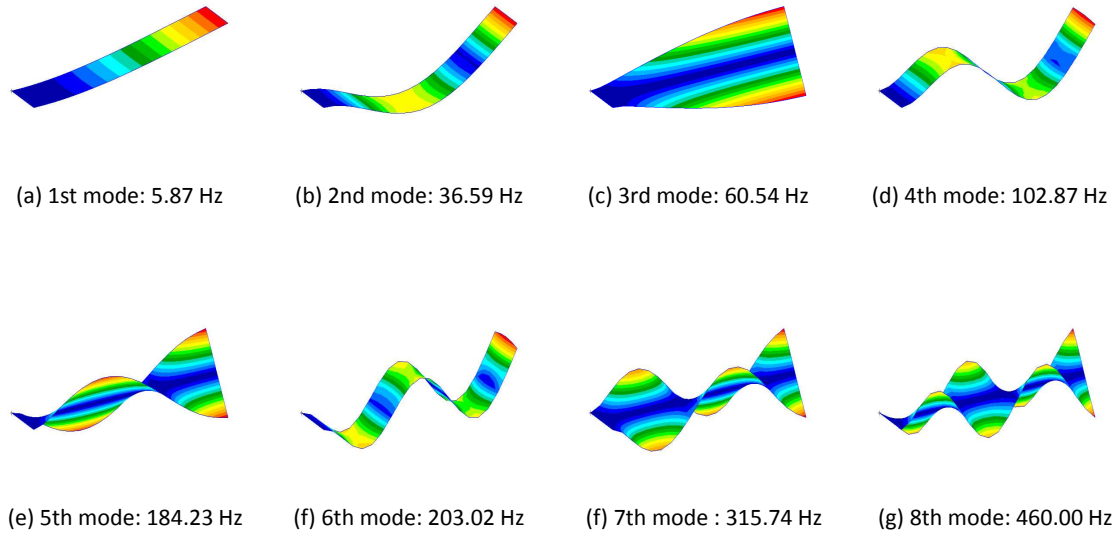 (a) 1st mode: 5.87 Hz
(b) 2nd mode: 36.59 Hz
(c) 3rd mode: 60.54 Hz
(d) 4th mode: 102.87 Hz
(e) 5th mode: 184.23 Hz
(f) 6th mode: 203.02 Hz
(f) 7th mode : 315.74 Hz
(g) 8th mode: 460.00 Hz